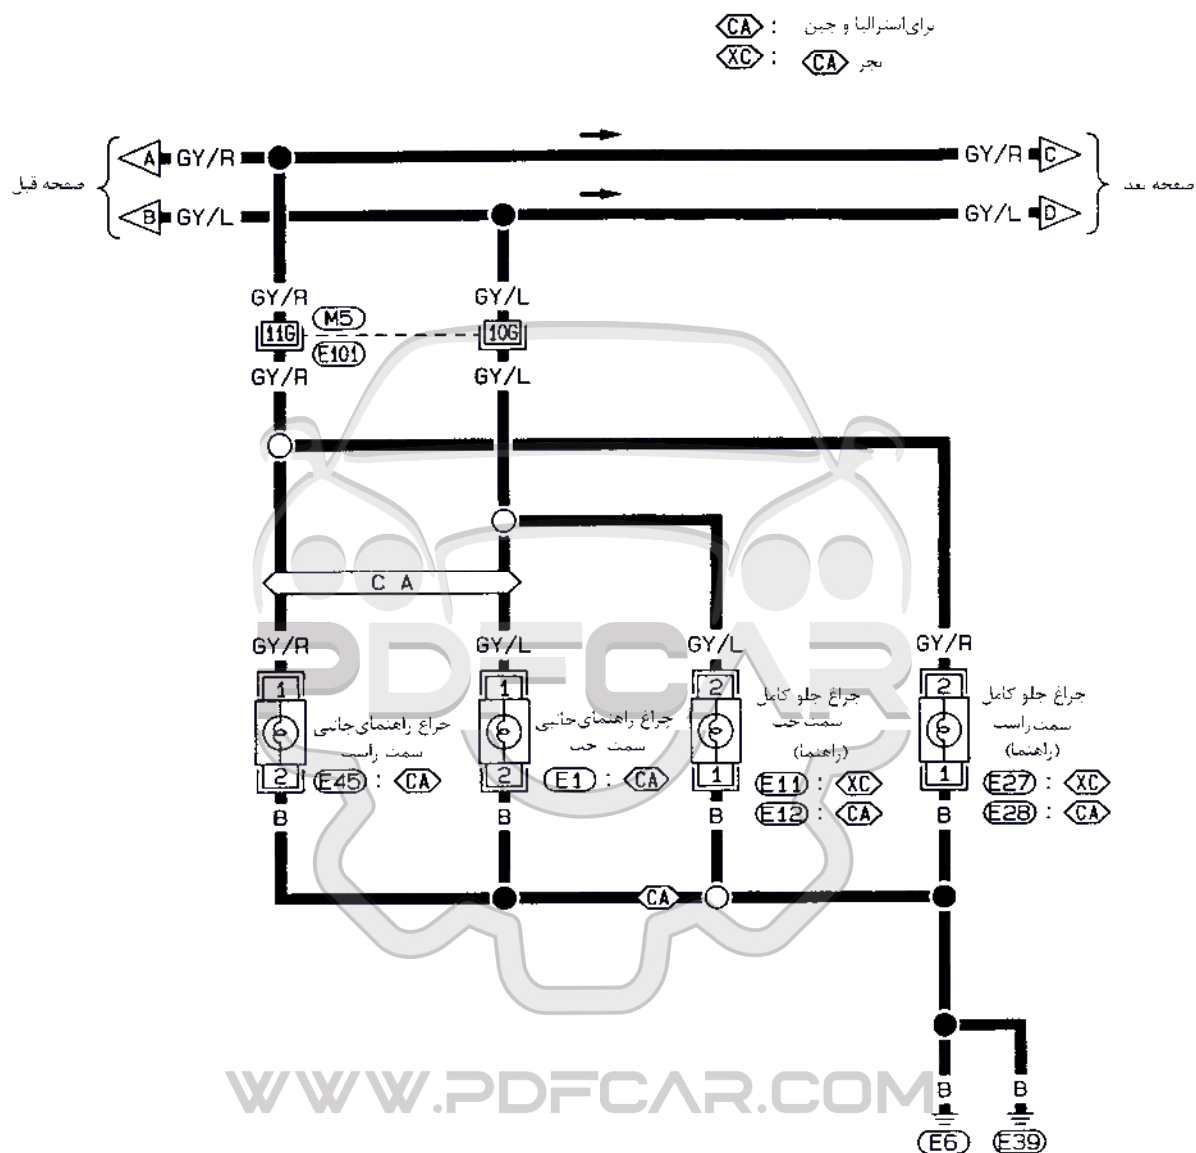 CA : برای استرالیا و چین
XC : بجز CA
A GY/R GY/R C
صفحه قبل صفحه بعد
B GY/L GY/L D
GY/R GY/L
11G M5 10G
E101
GY/R GY/L
C A
GY/R GY/L GY/L GY/R
1 1 2 2
چراغ راهنمای جانبی
سمت راست
2 E45 : CA
چراغ راهنمای جانبی
سمت چپ
2 E1 : CA
چراغ جلو کامل
سمت چپ
(راهنما)
1 E11 : XC
E12 : CA
چراغ جلو کامل
سمت راست
(راهنما)
1 E27 : XC
E28 : CA
B B B B
CA
B B
E6 E39
PDFCAR
WWW.PDFCAR.COM